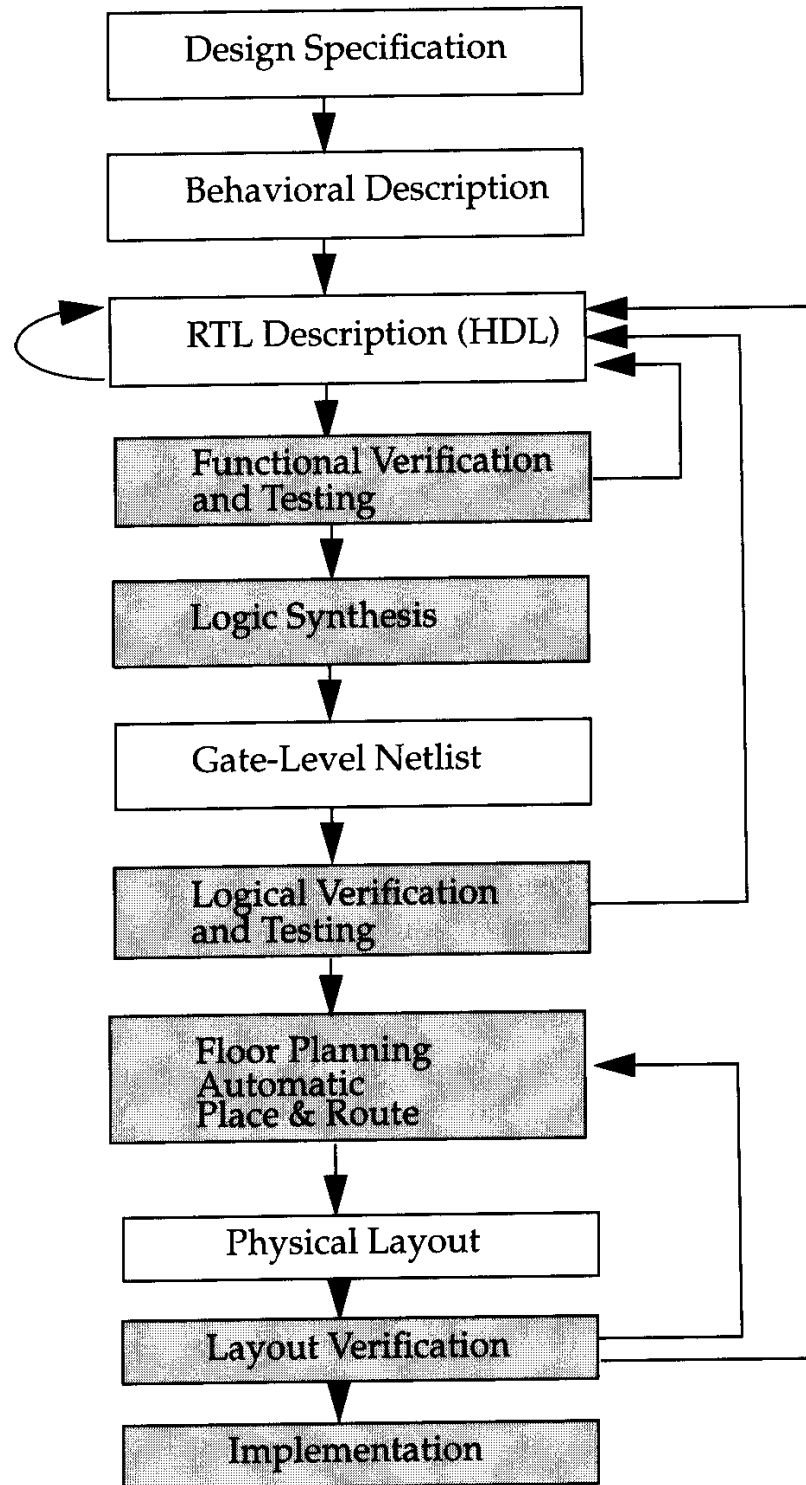 Design Specification
Behavioral Description
RTL Description (HDL)
Functional Verification
and Testing
Logic Synthesis
Gate-Level Netlist
Logical Verification
and Testing
Floor Planning
Automatic
Place & Route
Physical Layout
Layout Verification
Implementation